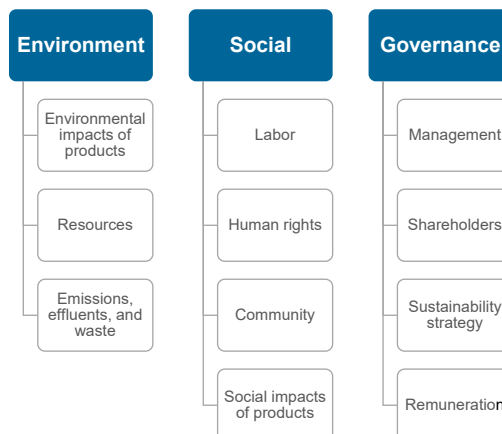 Environment
Environmental
impacts of
products
Resources
Emissions,
effluents, and
waste
Social
Labor
Human rights
Community
Social impacts
of products
Governance
Management
Shareholders
Sustainability
strategy
Remuneration